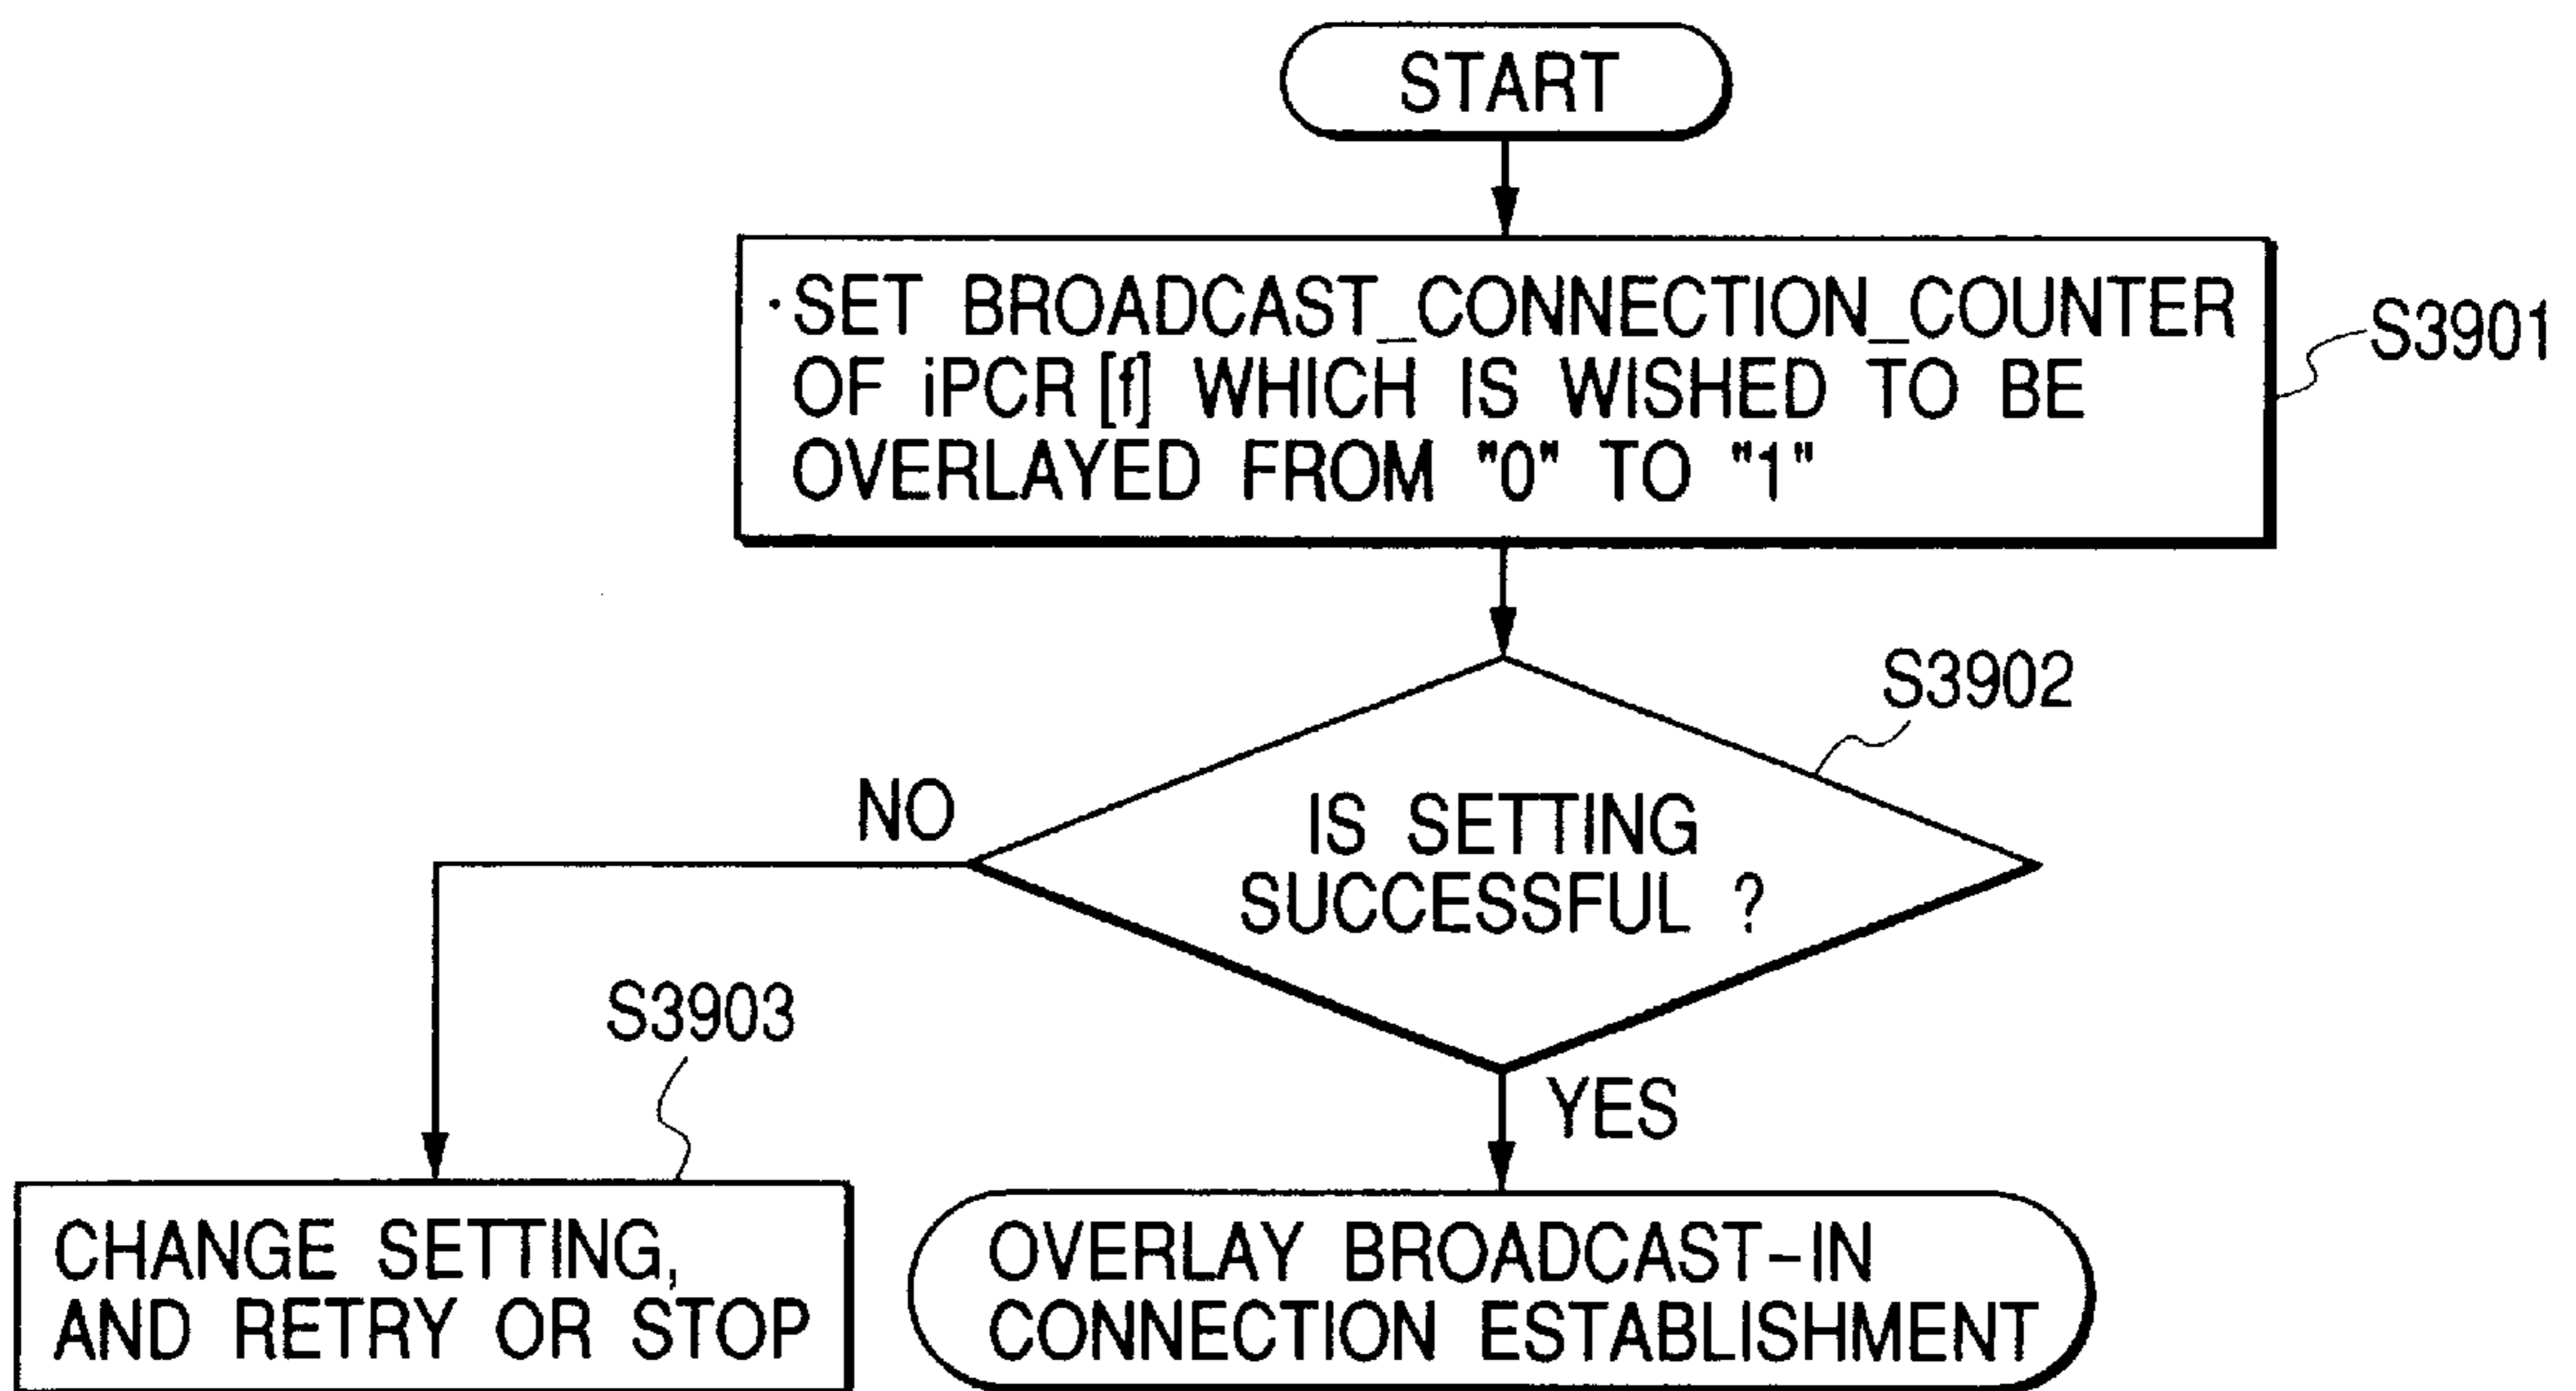 START
·SET BROADCAST_CONNECTION_COUNTER
OF iPCR [f] WHICH IS WISHED TO BE
OVERLAYED FROM "0" TO "1"
S3901
S3902
NO
IS SETTING
SUCCESSFUL ?
S3903
YES
CHANGE SETTING,
AND RETRY OR STOP
OVERLAY BROADCAST-IN
CONNECTION ESTABLISHMENT